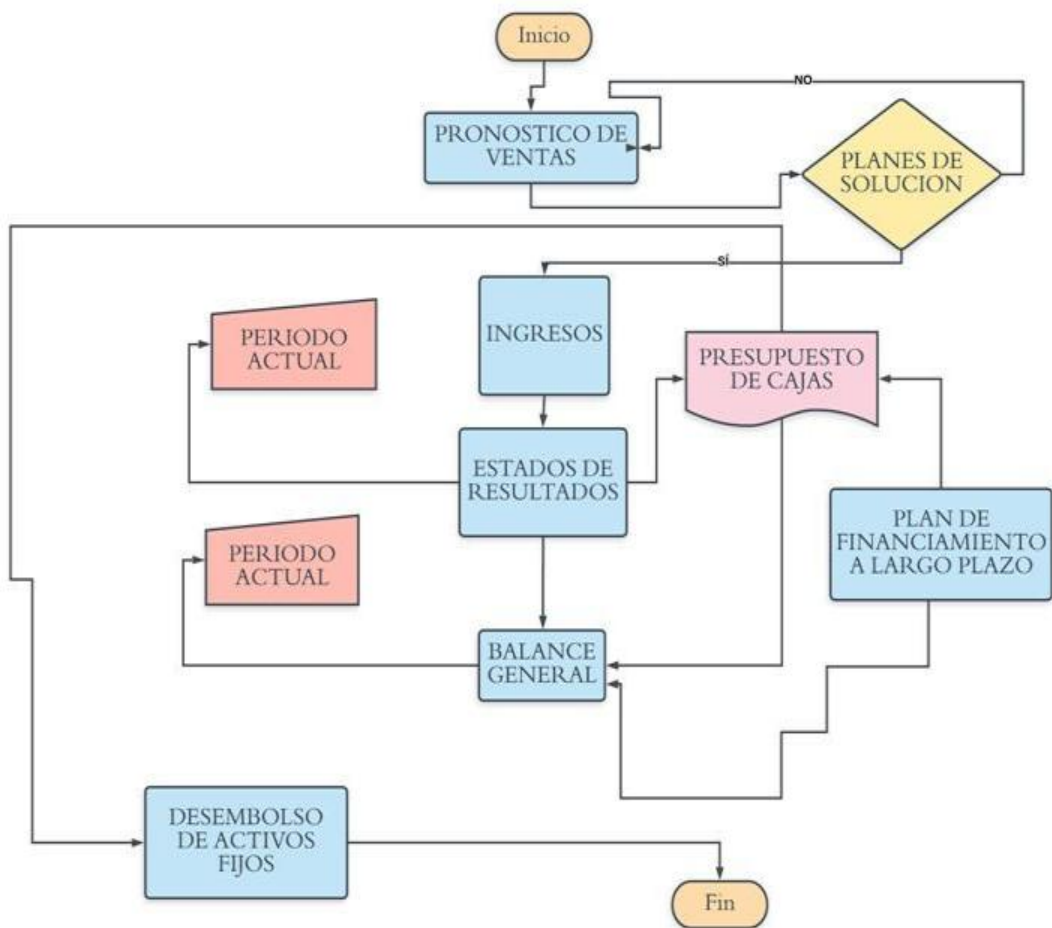 Inicio
NO
PRONOSTICO DE
VENTAS
PLANES DE
SOLUCION
SÍ
INGRESOS
PERIODO
ACTUAL
PRESUPUESTO
DE CAJAS
ESTADOS DE
RESULTADOS
PLAN DE
FINANCIAMIENTO
A LARGO PLAZO
PERIODO
ACTUAL
BALANCE
GENERAL
DESEMBOLSO
DE ACTIVOS
FIJOS
Fin